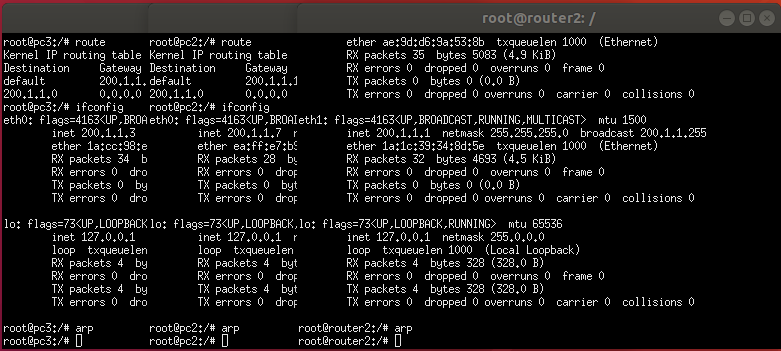 root@router2: /
root@pc3:/# route
Kernel IP routing table
Destination Gateway
default 200.1.1.
200.1.1.0 0.0.0.0
root@pc3:/# ifconfig
eth0: flags=4163<UP,BROA
inet 200.1.1.3
ether 1a:cc:98:e
RX packets 34 b
RX errors 0 dro
TX packets 0 by
TX errors 0 dro
lo: flags=73<UP,LOOPBACK
inet 127.0.0.1
loop txqueuelen
RX packets 4 by
RX errors 0 dro
TX packets 4 by
TX errors 0 dro
root@pc3:/# arp
root@pc3:/#
root@pc2:/# route
Kernel IP routing table
Destination Gateway
default 200.1.1.1
200.1.1.0 0.0.0.0
root@pc2:/# ifconfig
eth0: flags=4163<UP,BROA
inet 200.1.1.7 n
ether ea:ff:e7:b9
RX packets 28 b
RX errors 0 drop
TX packets 0 byt
TX errors 0 drop
lo: flags=73<UP,LOOPBACK,
inet 127.0.0.1 n
loop txqueuelen
RX packets 4 byt
RX errors 0 drop
TX packets 4 byt
TX errors 0 drop
root@pc2:/# arp
root@pc2:/#
ether ae:9d:d6:9a:53:8b txqueuelen 1000 (Ethernet)
RX packets 35 bytes 5083 (4.9 KiB)
RX errors 0 dropped 0 overruns 0 frame 0
TX packets 0 bytes 0 (0.0 B)
TX errors 0 dropped 0 overruns 0 carrier 0 collisions 0
eth1: flags=4163<UP,BROADCAST,RUNNING,MULTICAST> mtu 1500
inet 200.1.1.1 netmask 255.255.255.0 broadcast 200.1.1.255
ether 1a:1c:39:34:8d:5e txqueuelen 1000 (Ethernet)
RX packets 32 bytes 4693 (4.5 KiB)
RX errors 0 dropped 0 overruns 0 frame 0
TX packets 0 bytes 0 (0.0 B)
TX errors 0 dropped 0 overruns 0 carrier 0 collisions 0
lo: flags=73<UP,LOOPBACK,RUNNING> mtu 65536
inet 127.0.0.1 netmask 255.0.0.0
loop txqueuelen 1000 (Local Loopback)
RX packets 4 bytes 328 (328.0 B)
RX errors 0 dropped 0 overruns 0 frame 0
TX packets 4 bytes 328 (328.0 B)
TX errors 0 dropped 0 overruns 0 carrier 0 collisions 0
root@router2:/# arp
root@router2:/#